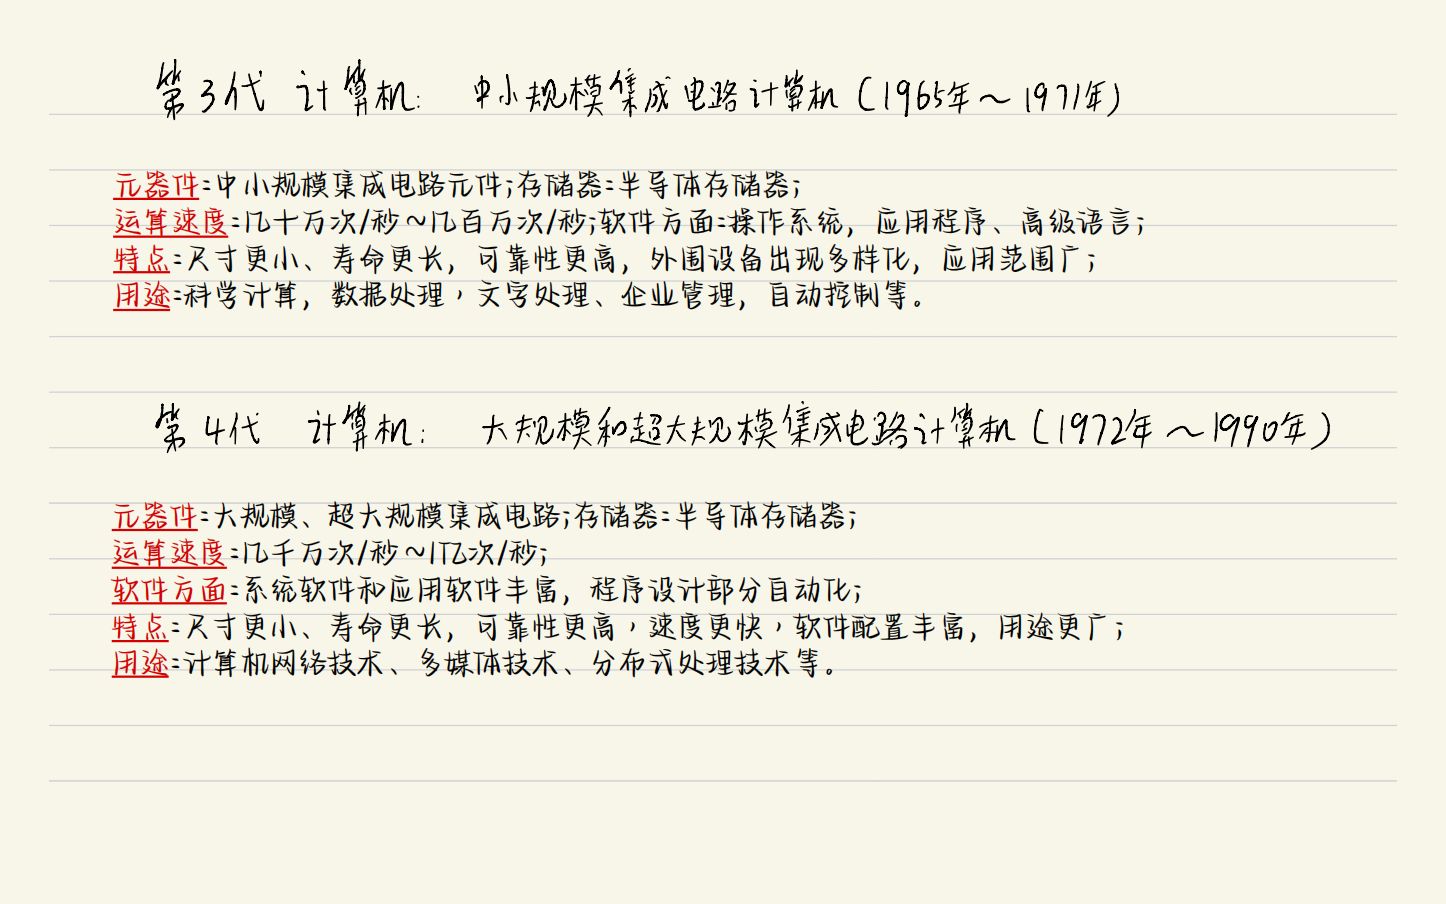 第3代 计算机: 中小规模集成电路计算机(1965年～1971年)
元器件:中小规模集成电路元件;存储器:半导体存储器;
运算速度:几十万次/秒～几百万次/秒;软件方面:操作系统，应用程序、高级语言;
特点:尺寸更小、寿命更长，可靠性更高，外围设备出现多样化，应用范围广;
用途:科学计算，数据处理，文字处理、企业管理，自动控制等。
第4代 计算机: 大规模和超大规模集成电路计算机(1972年～1990年)
元器件:大规模、超大规模集成电路;存储器:半导体存储器;
运算速度:几千万次/秒～1亿次/秒;
软件方面:系统软件和应用软件丰富，程序设计部分自动化;
特点:尺寸更小、寿命更长，可靠性更高，速度更快，软件配置丰富，用途更广;
用途:计算机网络技术、多媒体技术、分布式处理技术等。